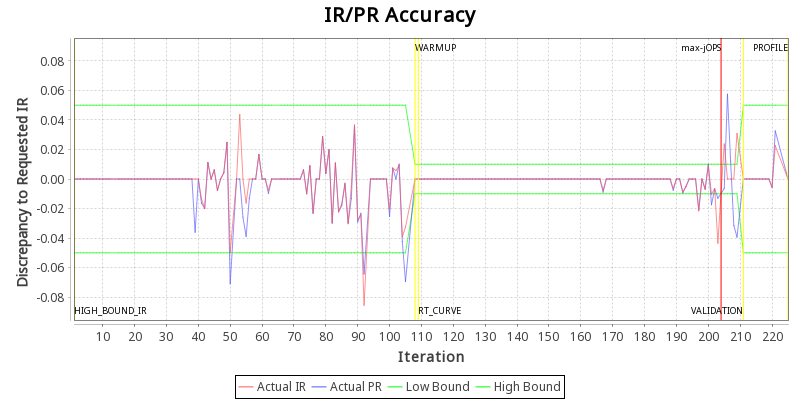 IR/PR Accuracy
WARMUP
max-jOPS
PROFILE
0.08
0.06
0.04
0.02
0.00
-0.02
-0.04
-0.06
-0.08
Discrepancy to Requested IR
HIGH_BOUND_IR
RT_CURVE
VALIDATION
10 20 30 40 50 60 70 80 90 100 110 120 130 140 150 160 170 180 190 200 210 220
Iteration
Actual IR Actual PR Low Bound High Bound